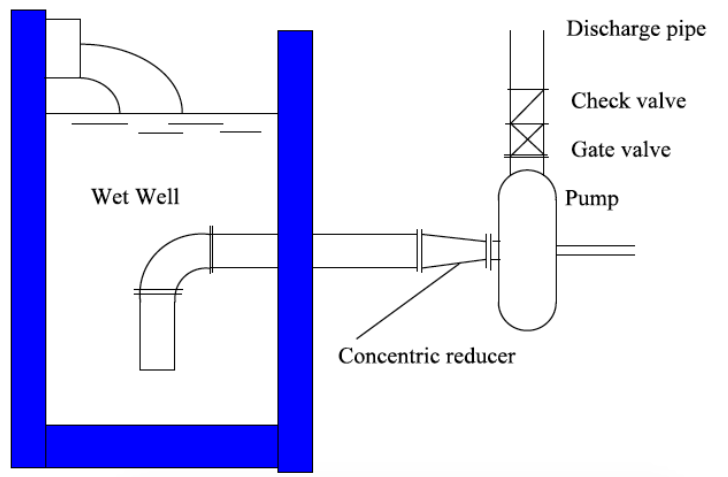 Discharge pipe
Check valve
Gate valve
Wet Well
Pump
Concentric reducer